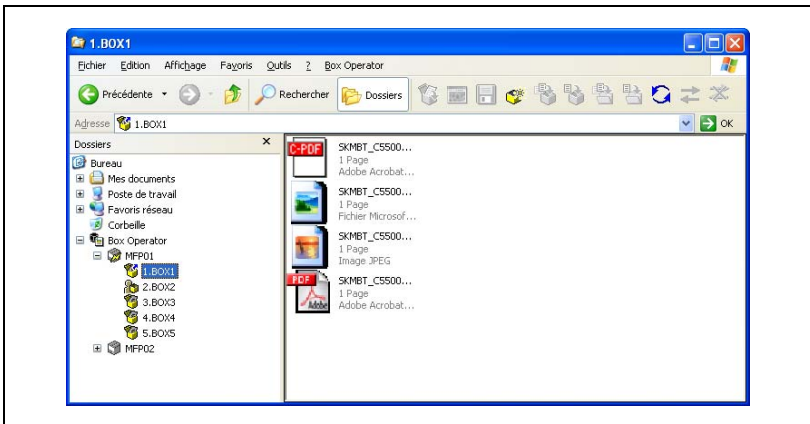 1.BOX1
Fichier Edition Affichage Favoris Outils ? Box Operator
Précédente Rechercher Dossiers
Adresse 1.BOX1 OK
Dossiers x
Bureau
Mes documents
Poste de travail
Favoris réseau
Corbeille
Box Operator
MFP01
1.BOX1
2.BOX2
3.BOX3
4.BOX4
5.BOX5
MFP02
C-PDF
SKMBT_C5500...
1 Page
Adobe Acrobat...
SKMBT_C5500...
1 Page
Fichier Microsof...
SKMBT_C5500...
1 Page
Image JPEG
PDF
Adobe
SKMBT_C5500...
1 Page
Adobe Acrobat...